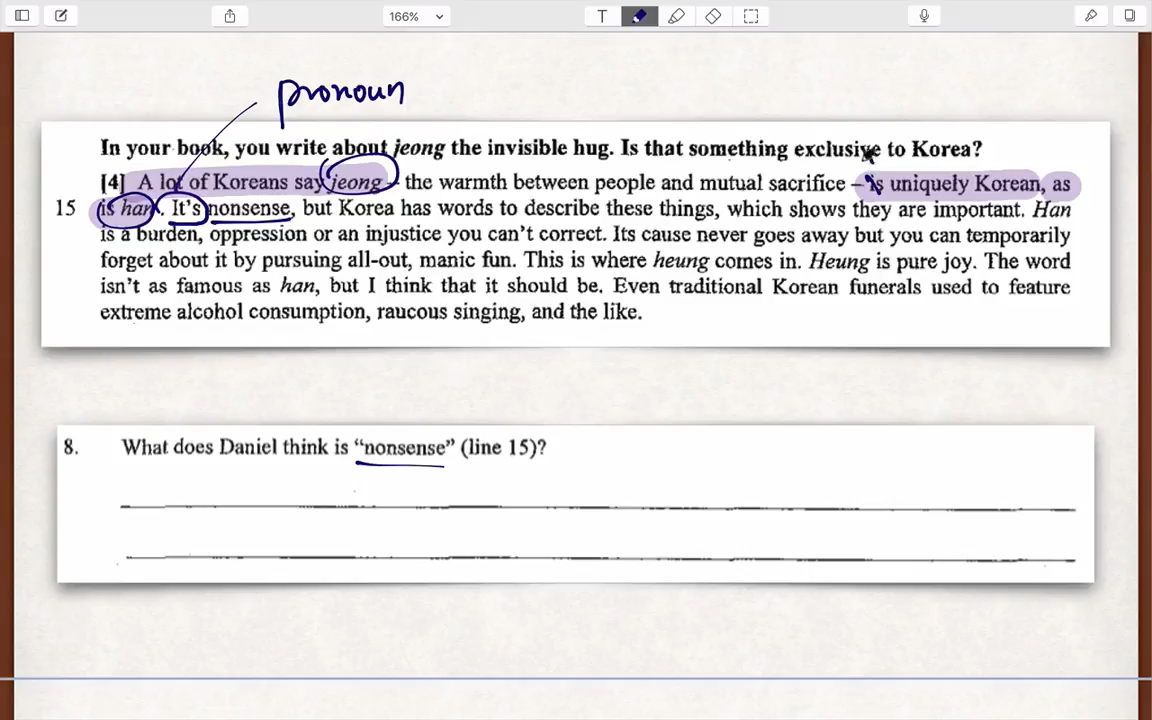 166%
T
pronoun
In your book, you write about jeong the invisible hug. Is that something exclusive to Korea?
[4] A lot of Koreans say jeong – the warmth between people and mutual sacrifice – is uniquely Korean, as
15 is han. It's nonsense, but Korea has words to describe these things, which shows they are important. Han
is a burden, oppression or an injustice you can't correct. Its cause never goes away but you can temporarily
forget about it by pursuing all-out, manic fun. This is where heung comes in. Heung is pure joy. The word
isn't as famous as han, but I think that it should be. Even traditional Korean funerals used to feature
extreme alcohol consumption, raucous singing, and the like.
8. What does Daniel think is “nonsense” (line 15)?